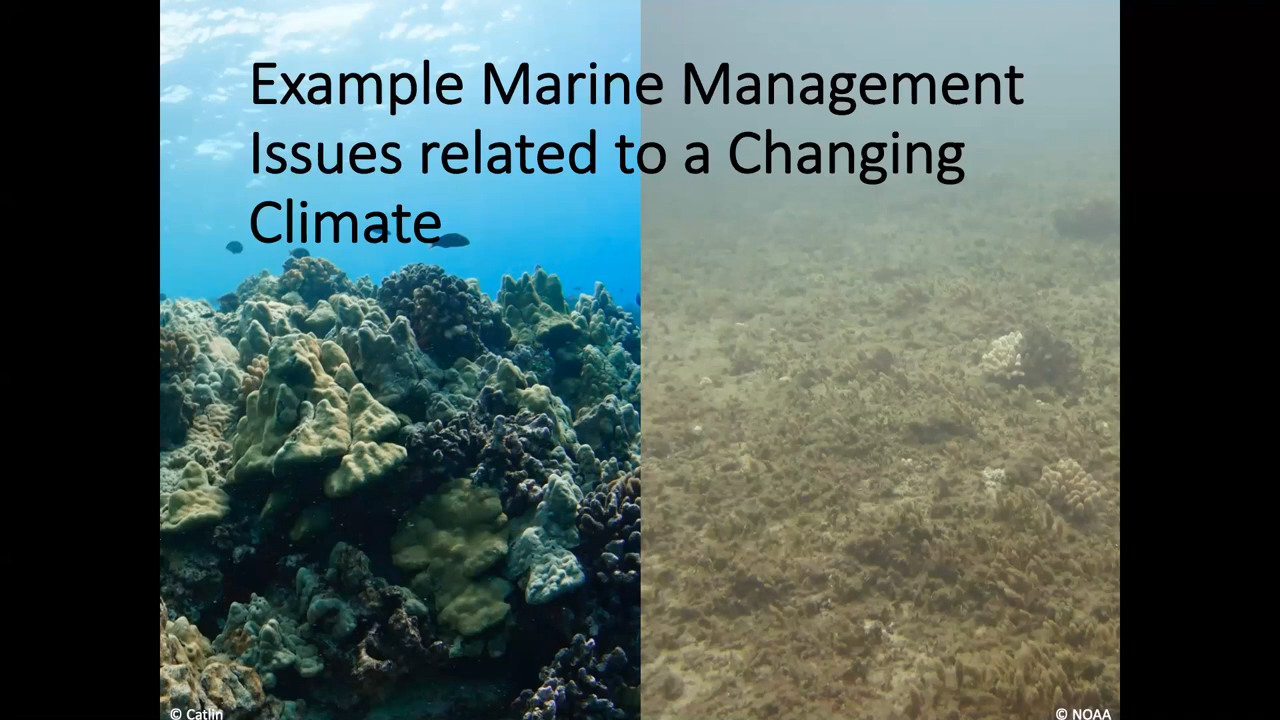 Example Marine Management
Issues related to a Changing
Climate
© Catlin
© NOAA